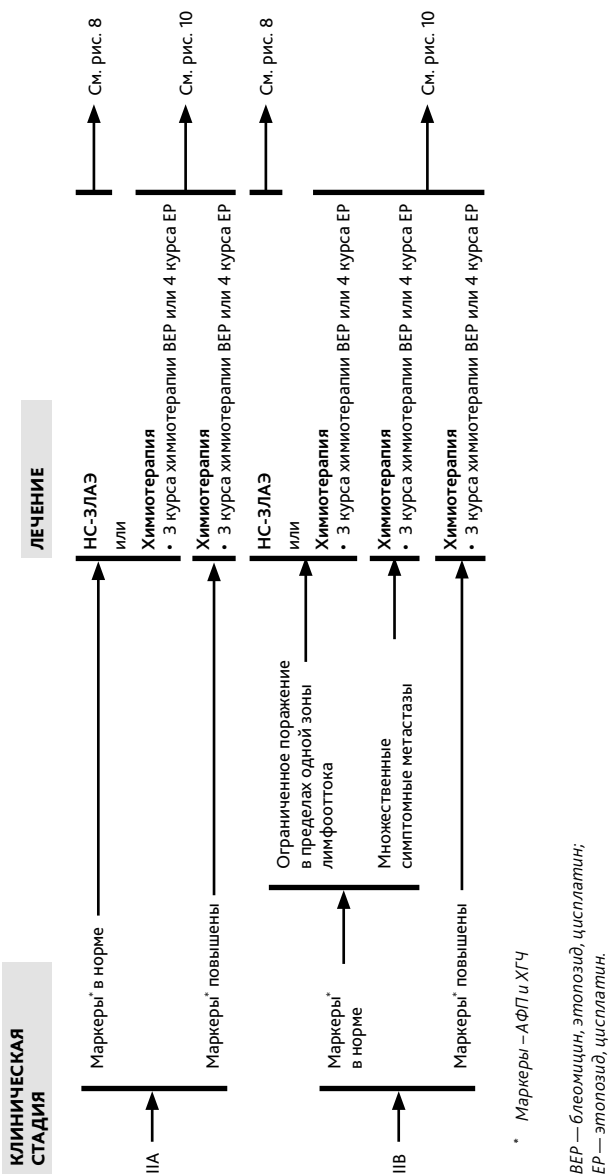 КЛИНИЧЕСКАЯ
СТАДИЯ
ЛЕЧЕНИЕ
IIA
Маркеры* в норме
НС-ЗЛАЭ
или
Химиотерапия
• 3 курса химиотерапии BEP или 4 курса EP
См. рис. 8
Маркеры* повышены
Химиотерапия
• 3 курса химиотерапии BEP или 4 курса EP
См. рис. 10
IIB
Маркеры*
в норме
Ограниченное поражение
в пределах одной зоны
лимфооттока
НС-ЗЛАЭ
или
Химиотерапия
• 3 курса химиотерапии BEP или 4 курса EP
См. рис. 8
Множественные
симптомные метастазы
Химиотерапия
• 3 курса химиотерапии BEP или 4 курса EP
Маркеры* повышены
Химиотерапия
• 3 курса химиотерапии BEP или 4 курса EP
См. рис. 10
* Маркеры – АФП и ХГЧ
BEP — блеомицин, этопозид, цисплатин;
EP — этопозид, цисплатин.